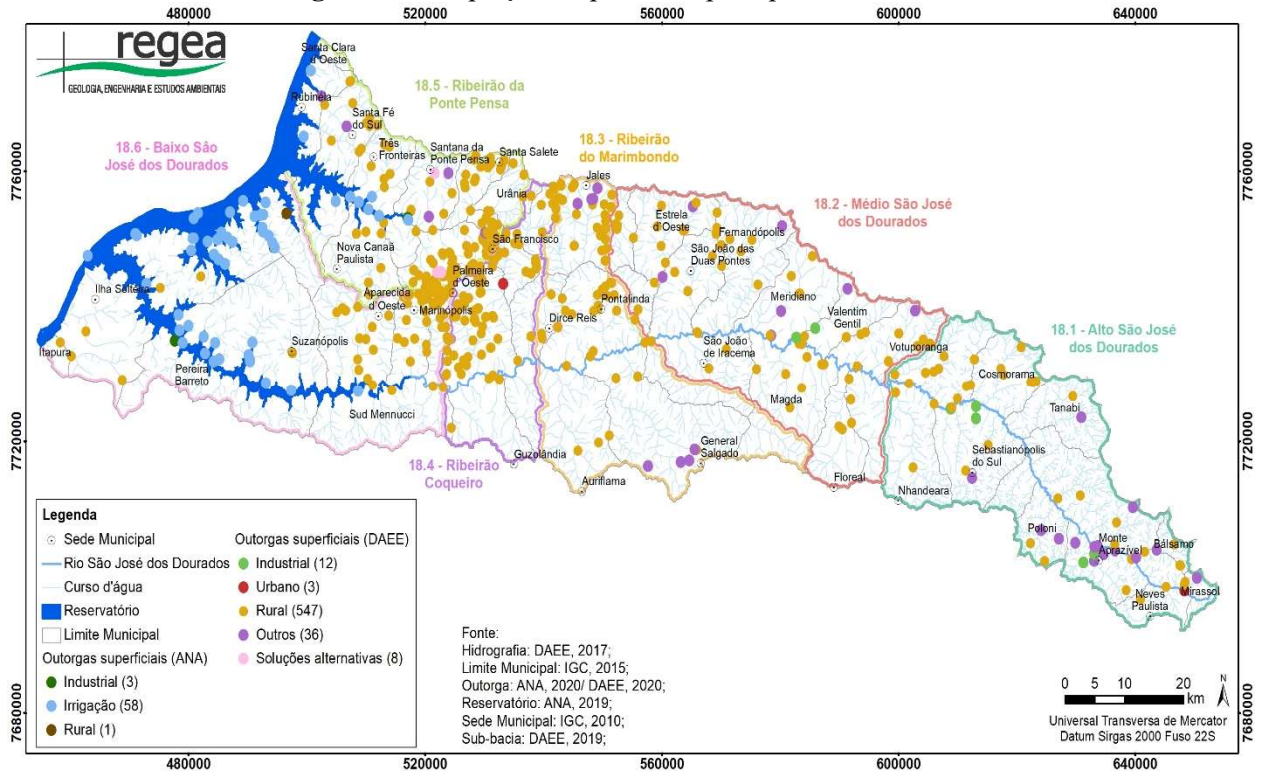 480000 520000 560000 600000 640000
regea
GEOLOGIA, ENGENHARIA E ESTUDOS AMBIENTAIS
Santa Clara
d'Oeste
18.5 - Ribeirão da
Ponte Pensa
Rubinéia
Santa Fé
do Sul
18.6 - Baixo São
José dos Dourados
Três
Fronteiras
Santana da
Ponte Pensa
Santa Salete
18.3 - Ribeirão
do Marimbondo
Jales
7760000
7760000
Urânia
18.2 - Médio São José
dos Dourados
Estrela
d'Oeste
Fernandópolis
São Francisco
São João das
Duas Pontes
Nova Canaã
Paulista
Palmeira
d'Oeste
Ilha Solteira
Aparecida
d'Oeste
Marinópolis
Pontalinda
Meridiano
Valentim
Gentil
Dirce Reis
18.1 - Alto São José
dos Dourados
Itapura
Suzanópolis
São João
de Iracema
Votuporanga
Pereira
Barreto
Cosmorama
Sud Mennucci
Magda
Tanabi
7720000
7720000
General
Salgado
Sebastianópolis
do Sul
18.4 - Ribeirão
Coqueiro
Guzolândia
Auriflama
Floreal
Nhandeara
Poloni
Monte
Aprazível
Bálsamo
Mirassol
Neves
Paulista
Legenda
Sede Municipal
Rio São José dos Dourados
Curso d'água
Reservatório
Limite Municipal
Outorgas superficiais (ANA)
Industrial (3)
Irrigação (58)
Rural (1)
Outorgas superficiais (DAEE)
Industrial (12)
Urbano (3)
Rural (547)
Outros (36)
Soluções alternativas (8)
Fonte:
Hidrografia: DAEE, 2017;
Limite Municipal: IGC, 2015;
Outorga: ANA, 2020/ DAEE, 2020;
Reservatório: ANA, 2019;
Sede Municipal: IGC, 2010;
Sub-bacia: DAEE, 2019;
0 5 10 20
km
N
Universal Transversa de Mercator
Datum Sirgas 2000 Fuso 22S
7680000
7680000
480000 520000 560000 600000 640000